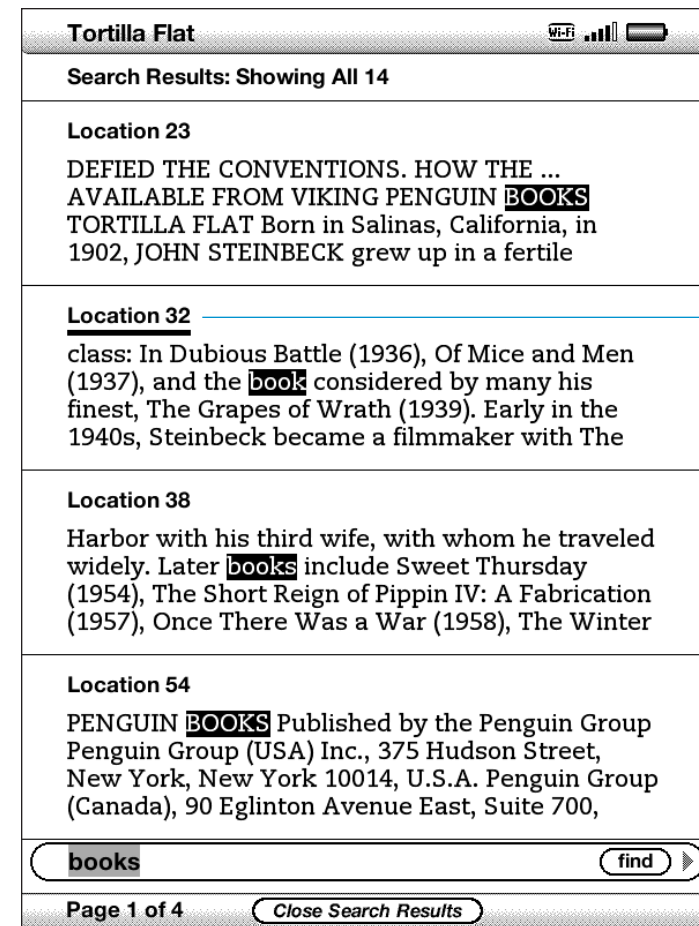 Tortilla Flat
Wi-Fi
Search Results: Showing All 14
Location 23
DEFIED THE CONVENTIONS. HOW THE ...
AVAILABLE FROM VIKING PENGUIN BOOKS
TORTILLA FLAT Born in Salinas, California, in
1902, JOHN STEINBECK grew up in a fertile
Location 32
class: In Dubious Battle (1936), Of Mice and Men
(1937), and the book considered by many his
finest, The Grapes of Wrath (1939). Early in the
1940s, Steinbeck became a filmmaker with The
Location 38
Harbor with his third wife, with whom he traveled
widely. Later books include Sweet Thursday
(1954), The Short Reign of Pippin IV: A Fabrication
(1957), Once There Was a War (1958), The Winter
Location 54
PENGUIN BOOKS Published by the Penguin Group
Penguin Group (USA) Inc., 375 Hudson Street,
New York, New York 10014, U.S.A. Penguin Group
(Canada), 90 Eglinton Avenue East, Suite 700,
books find
Page 1 of 4 Close Search Results